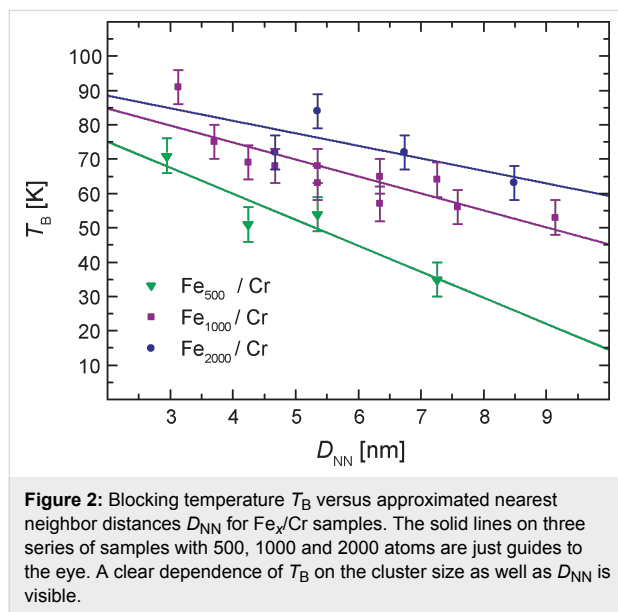 100
90
80
70
60
50
40
30
20
10
T_B [K]
Fe_500 / Cr
Fe_1000 / Cr
Fe_2000 / Cr
3 4 5 6 7 8 9
D_NN [nm]
Figure 2: Blocking temperature T_B versus approximated nearest
neighbor distances D_NN for Fe_x/Cr samples. The solid lines on three
series of samples with 500, 1000 and 2000 atoms are just guides to
the eye. A clear dependence of T_B on the cluster size as well as D_NN is
visible.